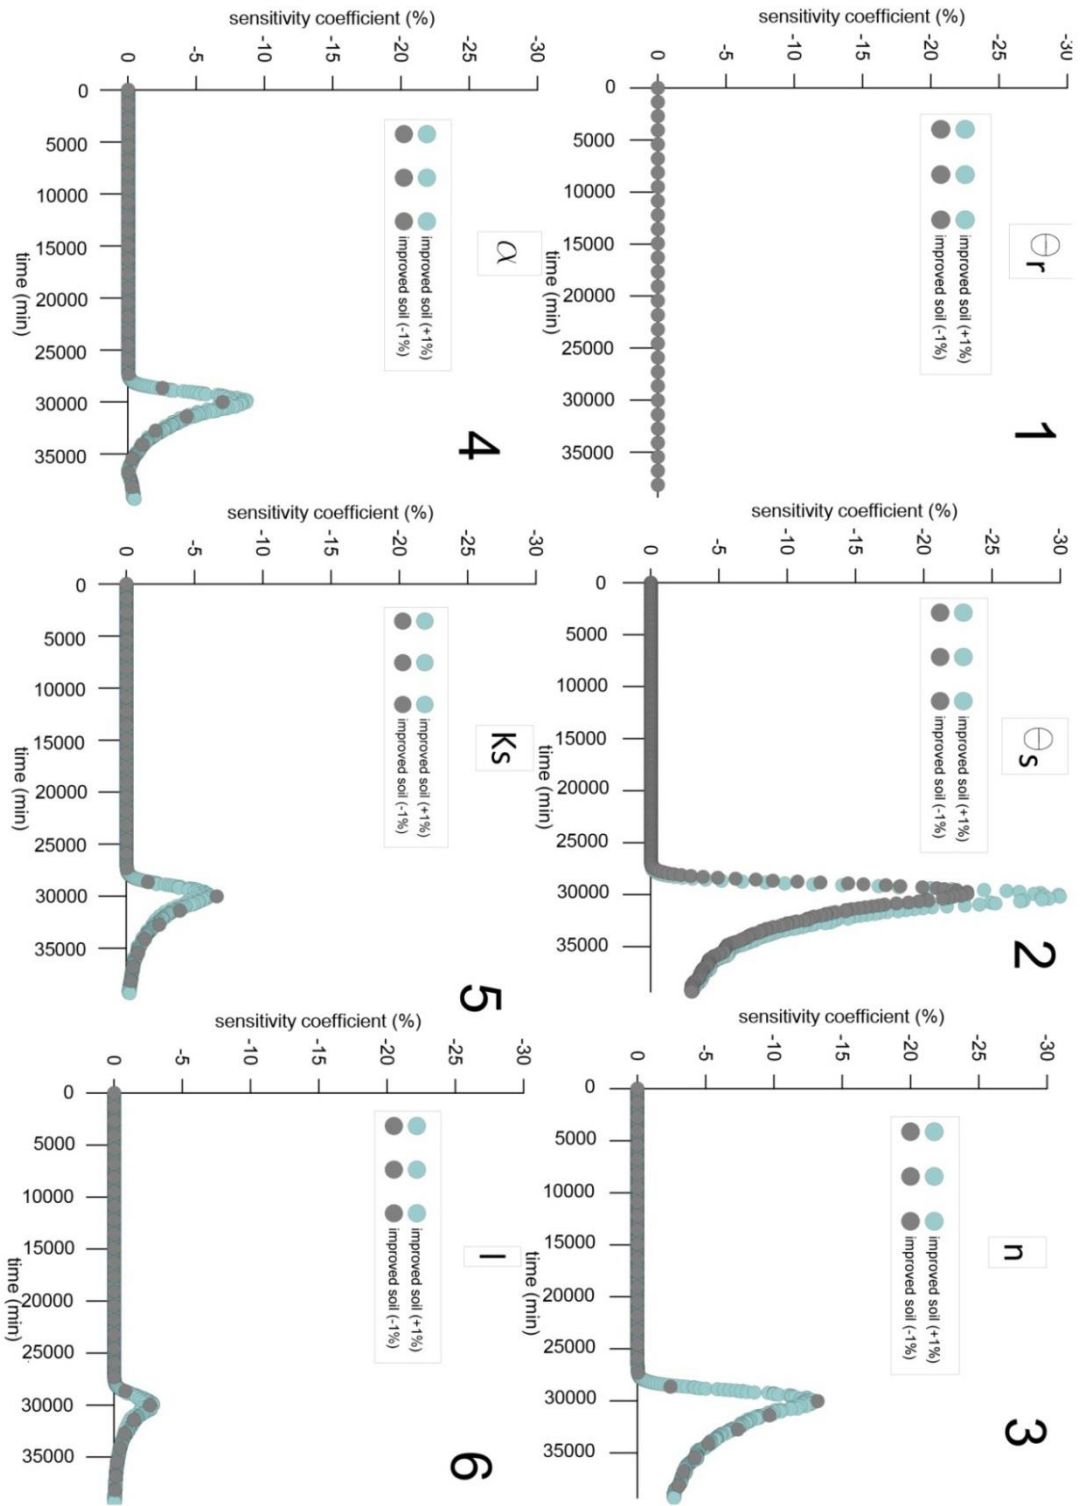 Θr
1
sensitivity coefficient (%)
-30
-25
-20
-15
-10
-5
0
improved soil (+1%)
improved soil (-1%)
0 5000 10000 15000 20000 25000 30000 35000
time (min)
Θs
2
sensitivity coefficient (%)
-30
-25
-20
-15
-10
-5
0
improved soil (+1%)
improved soil (-1%)
0 5000 10000 15000 20000 25000 30000 35000
time (min)
n
3
sensitivity coefficient (%)
-30
-25
-20
-15
-10
-5
0
improved soil (+1%)
improved soil (-1%)
0 5000 10000 15000 20000 25000 30000 35000
time (min)
α
4
sensitivity coefficient (%)
-30
-25
-20
-15
-10
-5
0
improved soil (+1%)
improved soil (-1%)
0 5000 10000 15000 20000 25000 30000 35000
time (min)
Ks
5
sensitivity coefficient (%)
-30
-25
-20
-15
-10
-5
0
improved soil (+1%)
improved soil (-1%)
0 5000 10000 15000 20000 25000 30000 35000
time (min)
l
6
sensitivity coefficient (%)
-30
-25
-20
-15
-10
-5
0
improved soil (+1%)
improved soil (-1%)
0 5000 10000 15000 20000 25000 30000 35000
time (min)